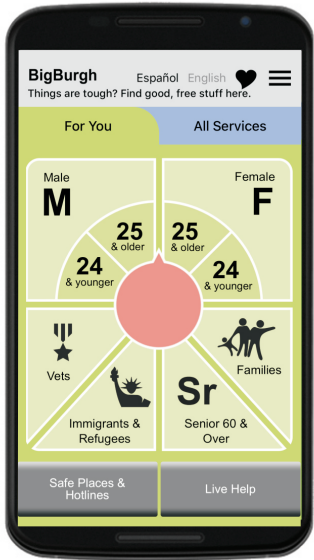 BigBurgh
Español English
Things are tough? Find good, free stuff here.
For You
All Services
Male
M
Female
F
25
& older
25
& older
24
& younger
24
& younger
Vets
Families
Immigrants &
Refugees
Sr
Senior 60 &
Over
Safe Places &
Hotlines
Live Help